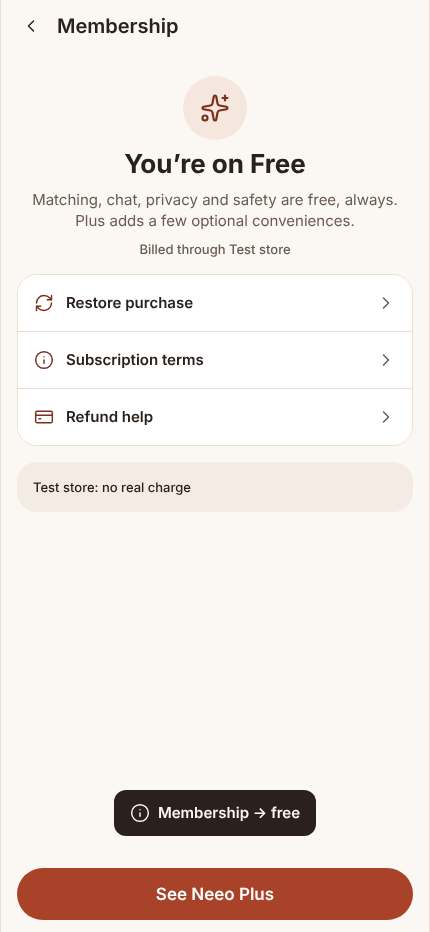 Membership
You’re on Free
Matching, chat, privacy and safety are free, always.
Plus adds a few optional conveniences.
Billed through Test store
Restore purchase
Subscription terms
Refund help
Test store: no real charge
Membership → free
See Neeo Plus